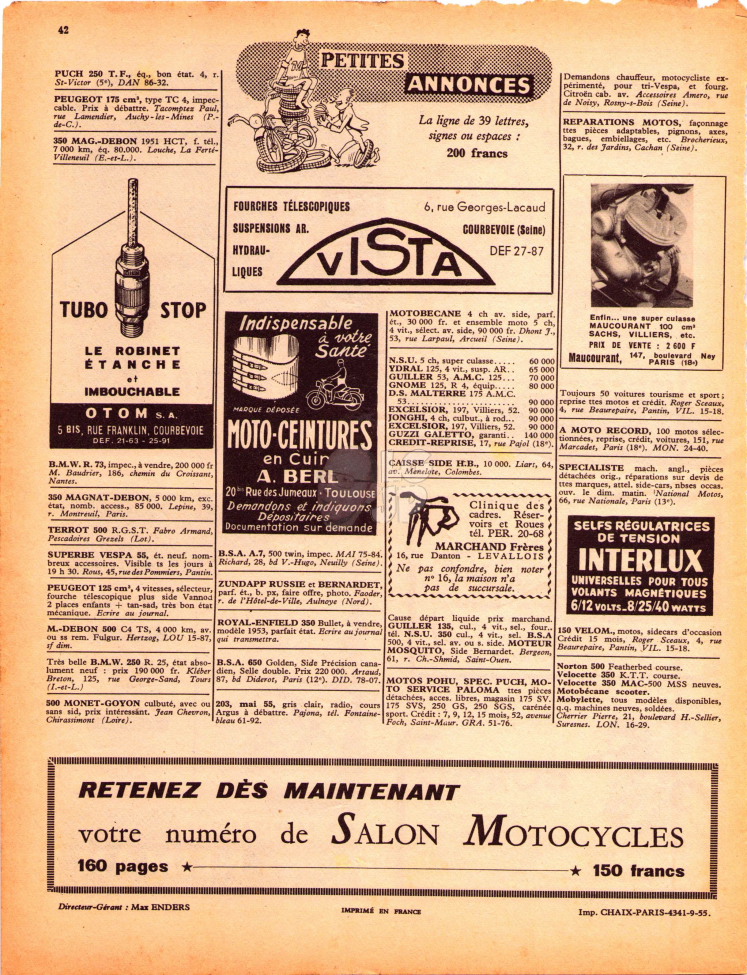 42
PUCH 250 T.F., éq., bon état. 4, r.
St-Victor (5ᵉ), DAN 86-32.
PEUGEOT 175 cm³, type TC 4, impec-
cable. Prix à débattre. Tacomptez Paul,
rue Lamendier, Auchy-les-Mines (P.-
de-C.).
350 MAG.-DEBON 1951 HCT, f. tél.,
7 000 km, éq. 80.000. Louche, La Ferté-
Villeneuil (E.-et-L.).
TUBO STOP
LE ROBINET
ÉTANCHE
et
IMBOUCHABLE
OTOM S.A.
5 BIS, RUE FRANKLIN, COURBEVOIE
DEF. 21-63 - 25-91
B.M.W. R. 73, impec., à vendre, 200 000 fr
M. Baudrier, 186, chemin du Croissant,
Nantes.
350 MAGNAT-DEBON, 5 000 km, exc.
état, nomb. access., 85 000. Lepine, 39,
r. Montreuil, Paris.
TERROT 500 R.G.S.T. Fabro Armand,
Pescadoires Grezels (Lot).
SUPERBE VESPA 55, ét. neuf. nom-
breux accessoires. Visible ts les jours à
19 h 30. Rous, 45, rue des Pommiers, Pantin.
PEUGEOT 125 cm³, 4 vitesses, sélecteur,
fourche télescopique plus side Vannod
2 places enfants + tan-sad, très bon état
mécanique. Ecrire au journal.
M.-DEBON 500 C4 TS, 4 000 km, av.
ou ss rem. Fulgur. Hertzog, LOU 15-87,
sf dim.
Très belle B.M.W. 250 R. 25, état abso-
lument neuf : prix 190 000 fr. Kléber
Breton, 125, rue George-Sand, Tours
(I.-et-L.)
500 MONET-GOYON culbuté, avec ou
sans sid, prix intéressánt. Jean Chevron,
Chirassimont (Loire).
PETITES
ANNONCES
La ligne de 39 lettres,
signes ou espaces :
200 francs
FOURCHES TÉLESCOPIQUES
SUSPENSIONS AR.
HYDRAU-
LIQUES
VISTA
6, rue Georges-Lacaud
COURBEVOIE (Seine)
DEF 27-87
Indispensable
à votre
Santé
MARQUE DÉPOSÉE
MOTO-CEINTURES
en Cuir
A. BERL
20 bis Rue des Jumeaux · TOULOUSE
Demandons et indiquons
Dépositaires
Documentation sur demande
B.S.A. A.7, 500 twin, impec. MAI 75-84.
Richard, 28, bd V.-Hugo, Neuilly (Seine).
ZUNDAPP RUSSIE et BERNARDET,
parf. ét., b. px, faire offre, photo. Faoder,
r. de l'Hôtel-de-Ville, Aulnaye (Nord).
ROYAL-ENFIELD 350 Bullet, à vendre,
modèle 1953, parfait état. Ecrire au journal
qui transmettra.
B.S.A. 650 Golden, Side Précision cana-
dien, Selle double. Prix 220 000. Artaud,
87, bd Diderot, Paris (12ᵉ). DID. 78-07.
203, mai 55, gris clair, radio, cours
Argus à débattre. Pajona, tél. Fontaine-
bleau 61-92.
MOTOBECANE 4 ch av. side, parf.
ét., 30 000 fr. et ensemble moto 5 ch,
4 vit., sélect. av. side, 90 000 fr. Dhont J.,
53, rue Larpaul, Arcueil (Seine).
N.S.U. 5 ch, super culasse..... 60 000
YDRAL 125, 4 vit., susp. AR.. 65 000
GUILLER 53, A.M.C. 125... 70 000
GNOME 125, R 4, équip..... 80 000
D.S. MALTERRE 175 A.M.C.
53..................... 90 000
EXCELSIOR, 197, Villiers, 52. 90 000
JONGHI, 4 ch, culbut., à rod... 90 000
EXCELSIOR, 197, Villiers, 52. 90 000
GUZZI GALETTO, garanti.. 140 000
CREDIT-REPRISE, 17, rue Pajol (18ᵉ).
CAISSE SIDE H.B., 10 000. Liart, 64,
at. Menelote, Colombes.
Clinique des
cadres. Réser-
voirs et Roues
tél. PER. 20-68
MARCHAND Frères
16, rue Danton - LEVALLOIS
Ne pas confondre, bien noter
n° 16, la maison n'a
pas de succursale.
Cause départ liquide prix marchand.
GUILLER 135, cul., 4 vit., sel., four.,
tél. N.S.U. 350 cul., 4 vit., sel. B.S.A
500, 4 vit., sel. av. ou s. side. MOTEUR
MOSQUITO, Side Bernardet. Bergeon,
61, r. Ch.-Shmid, Saint-Ouen.
MOTOS POHU, SPEC. PUCH, MO-
TO SERVICE PALOMA ttes pièces
détachées, acces. litres, magasin 175 SV.
175 SVS, 250 GS, 250 SGS, carénée
sport. Crédit : 7, 9, 12, 15 mois, 52, avenue
Foch, Saint-Maur. GRA. 51-76.
Demandons chauffeur, motocycliste ex-
périmenté, pour tri-Vespa, et fourg.
Citroën cab. av. Accessoires Amero, rue
de Noisy, Rosny-s-Bois (Seine).
REPARATIONS MOTOS, façonnage
ttes pièces adaptables, pignons, axes,
bagues, embiellages, etc. Brocherieux,
32, r. des Jardins, Cachan (Seine).
Enfin... une super culasse
MAUCOURANT 100 cm³
SACHS, VILLIERS, etc.
PRIX DE VENTE : 2 600 F
Maucourant, 147, boulevard Ney
PARIS (18ᵉ)
Toujours 50 voitures tourisme et sport ;
reprise ttes motos et crédit. Roger Sceaux,
4, rue Beaurepaire, Pantin, VIL. 15-18.
A MOTO RECORD, 100 motos sélec-
tionnées, reprise, crédit, voitures, 151, rue
Marcadet, Paris (18ᵉ). MON. 24-40.
SPECIALISTE mach. angl., pièces
détachées orig., réparations sur devis de
ttes marques, attel. side-cars, ttbses occas.
ouv. le dim. matin. National Motos,
66, rue Nationale, Paris (13ᵉ).
SELFS RÉGULATRICES
DE TENSION
INTERLUX
UNIVERSELLES POUR TOUS
VOLANTS MAGNÉTIQUES
6/12 VOLTS_8/25/40 WATTS
150 VELOM., motos, sidecars d'occasion
Crédit 15 mois, Roger Sceaux, 4, rue
Beaurepaire, Pantin, VIL. 15-18.
Norton 500 Featherbed course.
Velocette 350 K.T.T. course.
Velocette 350 MAC-500 MSS neuves.
Motobécane scooter.
Mobylette, tous modèles disponibles,
q.q. machines neuves, soldées.
Cherrier Pierre, 21, boulevard H.-Sellier,
Suresnes. LON. 16-29.
RETENEZ DÈS MAINTENANT
votre numéro de SALON MOTOCYCLES
160 pages ★ ★ 150 francs
Directeur-Gérant : Max ENDERS
IMPRIMÉ EN FRANCE
Imp. CHAIX-PARIS-4341-9-55.